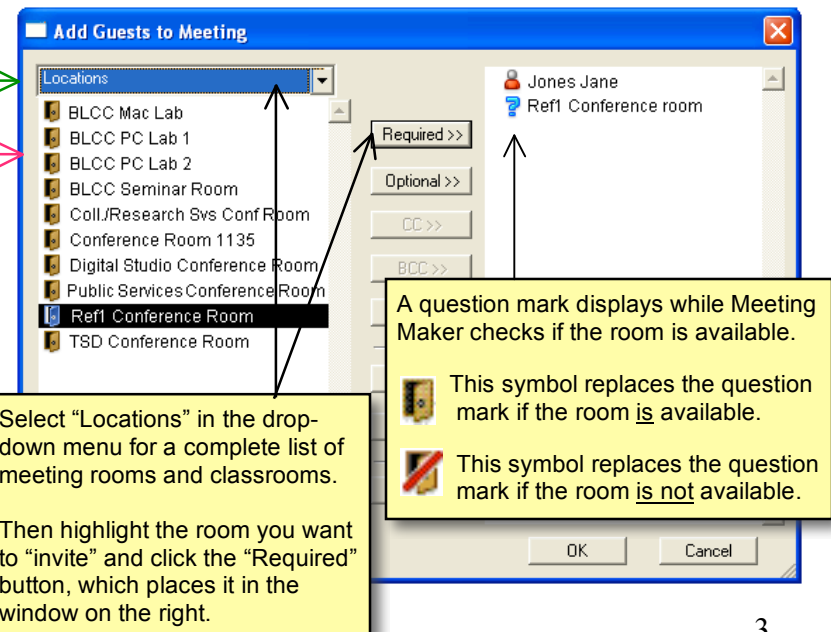 Add Guests to Meeting
Locations
BLCC Mac Lab
BLCC PC Lab 1
BLCC PC Lab 2
BLCC Seminar Room
Coll./Research Svs Conf Room
Conference Room 1135
Digital Studio Conference Room
Public Services Conference Room
Ref1 Conference Room
TSD Conference Room
Required >>
Optional >>
CC >>
BCC >>
Jones Jane
Ref1 Conference room
A question mark displays while Meeting
Maker checks if the room is available.
This symbol replaces the question
mark if the room is available.
This symbol replaces the question
mark if the room is not available.
Select “Locations” in the drop-
down menu for a complete list of
meeting rooms and classrooms.
Then highlight the room you want
to “invite” and click the “Required”
button, which places it in the
window on the right.
OK
Cancel
3